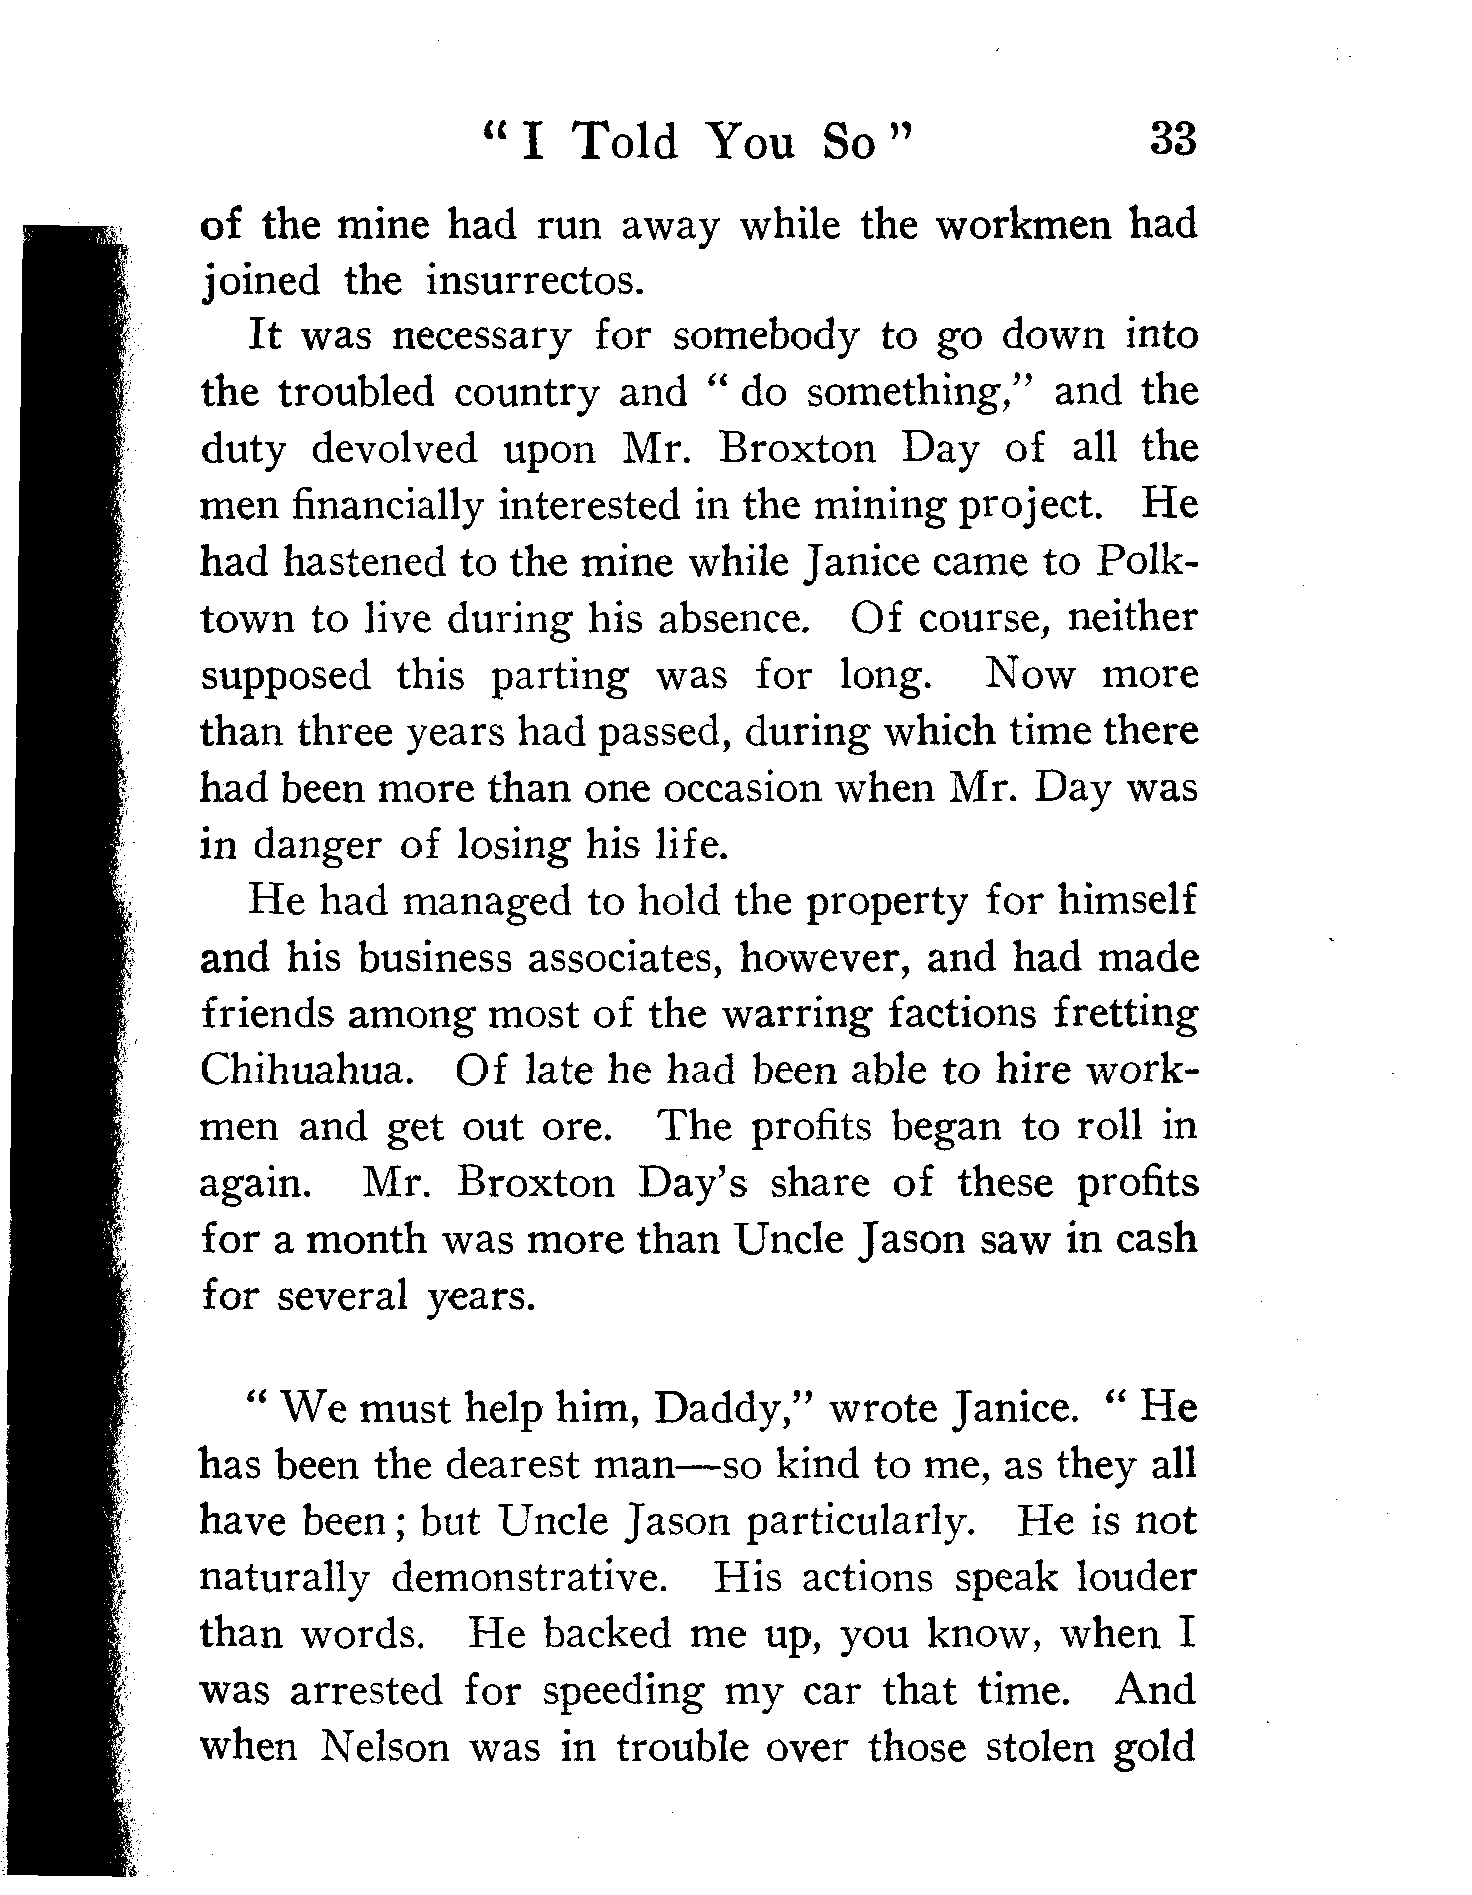 “ I Told You So ” 33
of the mine had run away while the workmen had
joined the insurrectos.
It was necessary for somebody to go down into
the troubled country and “ do something,” and the
duty devolved upon Mr. Broxton Day of all the
men financially interested in the mining project. He
had hastened to the mine while Janice came to Polk-
town to live during his absence. Of course, neither
supposed this parting was for long. Now more
than three years had passed, during which time there
had been more than one occasion when Mr. Day was
in danger of losing his life.
He had managed to hold the property for himself
and his business associates, however, and had made
friends among most of the warring factions fretting
Chihuahua. Of late he had been able to hire work-
men and get out ore. The profits began to roll in
again. Mr. Broxton Day’s share of these profits
for a month was more than Uncle Jason saw in cash
for several years.
“ We must help him, Daddy,” wrote Janice. “ He
has been the dearest man—so kind to me, as they all
have been ; but Uncle Jason particularly. He is not
naturally demonstrative. His actions speak louder
than words. He backed me up, you know, when I
was arrested for speeding my car that time. And
when Nelson was in trouble over those stolen gold